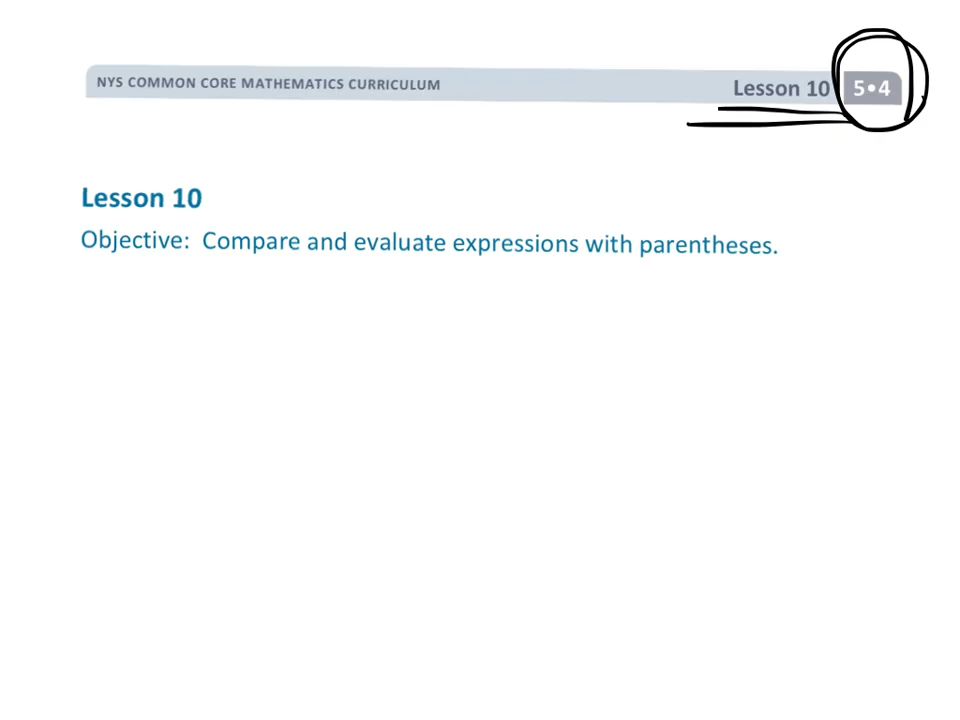 NYS COMMON CORE MATHEMATICS CURRICULUM Lesson 10 5•4
Lesson 10
Objective: Compare and evaluate expressions with parentheses.